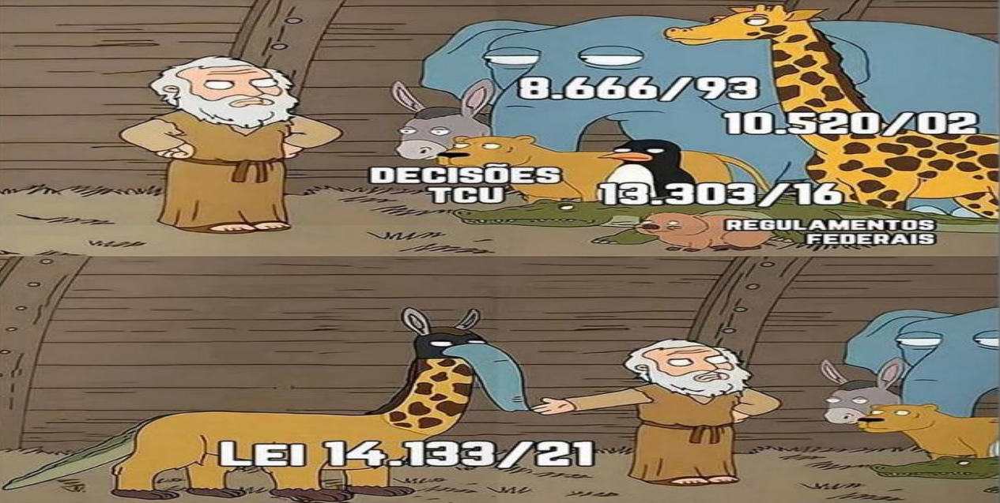 8.666/93
10.520/02
DECISÕES
TCU
13.303/16
REGULAMENTOS
FEDERAIS
LEI 14.133/21